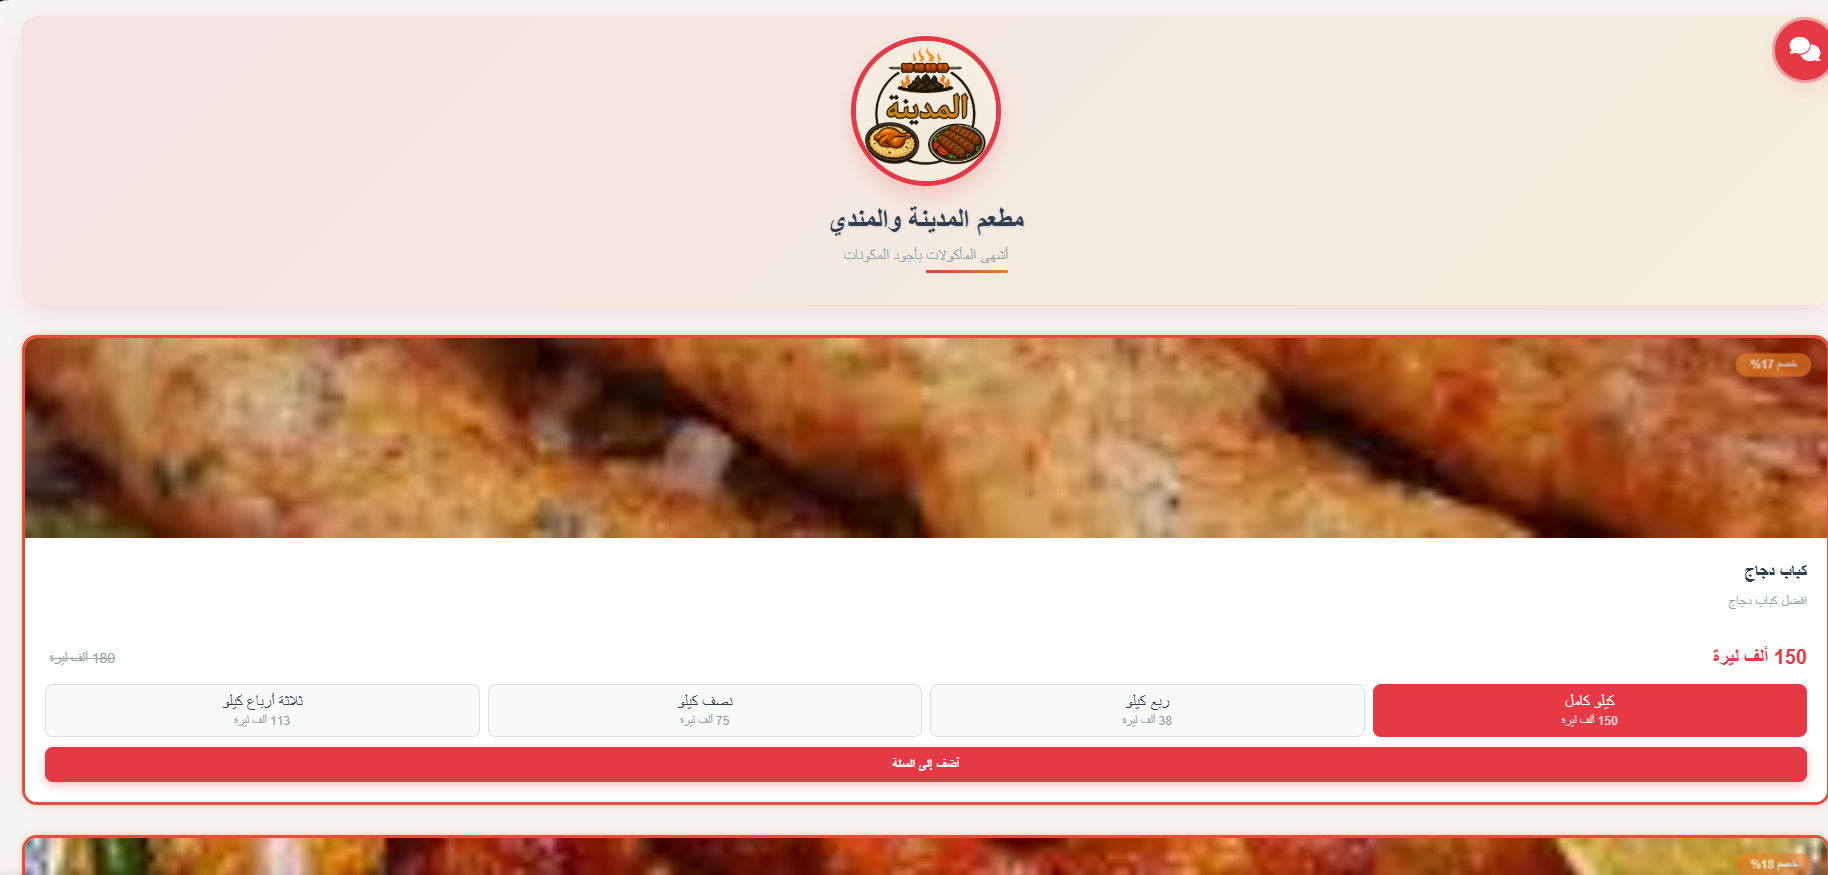 المدينة
مطعم المدينة والمندي
أشهى المأكولات بأجود المكونات
خصم 17%
كباب دجاج
افضل كباب دجاج
150 ألف ليرة
180 ألف ليرة
كيلو كامل
150 ألف ليرة
ربع كيلو
38 ألف ليرة
نصف كيلو
75 ألف ليرة
ثلاثة أرباع كيلو
113 ألف ليرة
أضف إلى السلة
خصم 18%